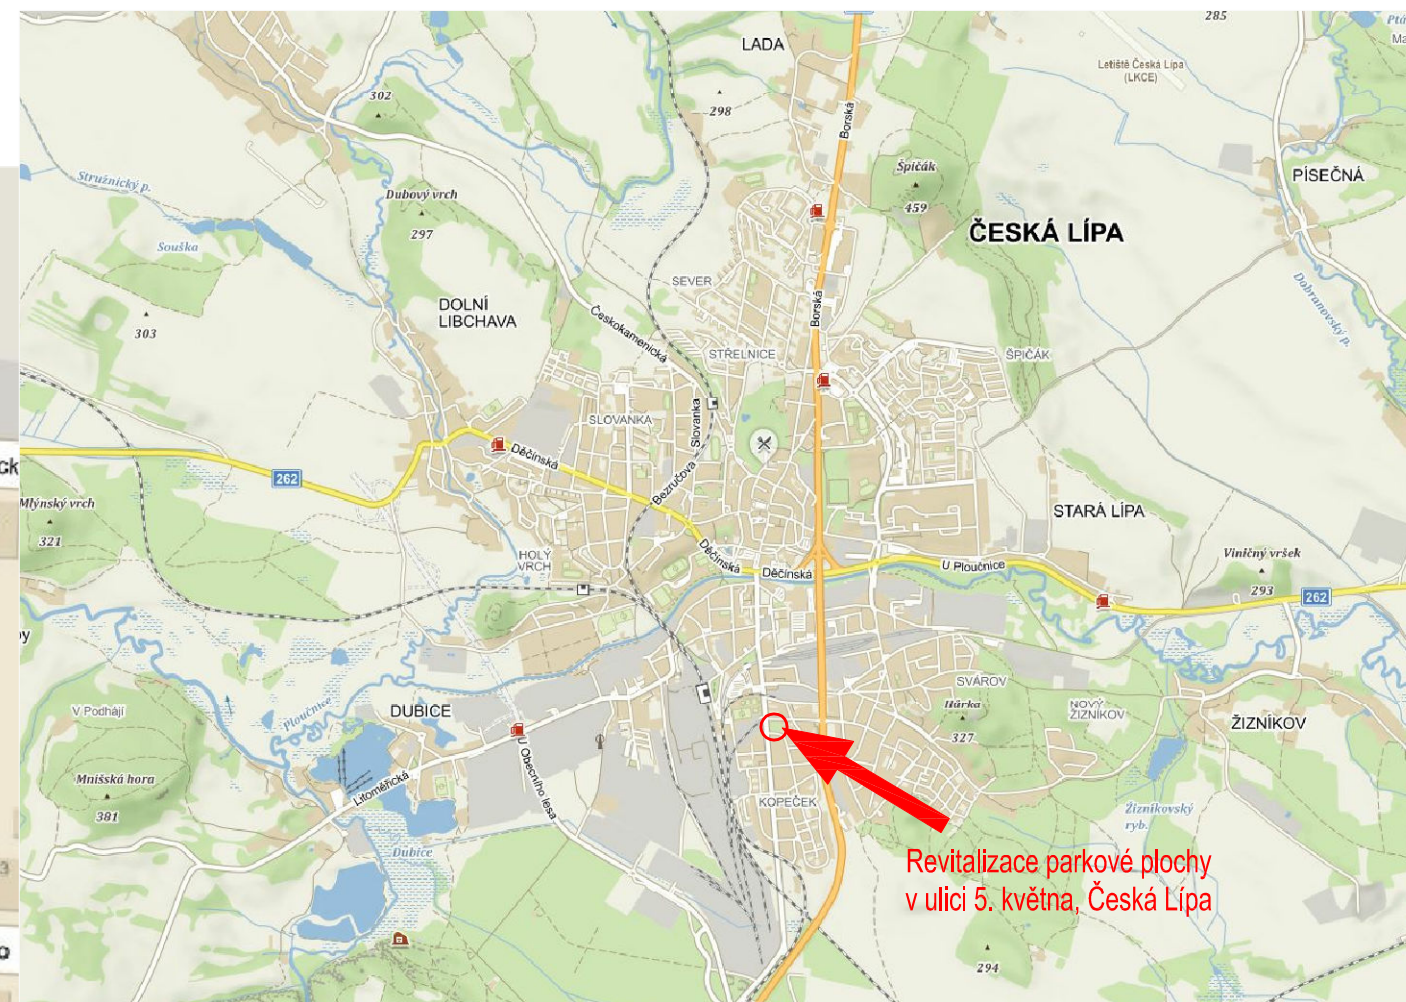 285
LADA
Letiště Česká Lípa
(LKCE)
302
298
Borská
Špičák
459
PÍSEČNÁ
Stružnický p.
Dubový vrch
297
ČESKÁ LÍPA
Souška
SEVER
Dobranovský p.
DOLNÍ
LIBCHAVA
Českokamenická
Borská
303
STŘELNICE
ŠPIČÁK
SLOVANKA
Slovanka
Děčínská
262
Bezručova
Mlýnský vrch
321
STARÁ LÍPA
HOLÝ
VRCH
Děčínská
Děčínská
U Ploučnice
Viničný vršek
293
262
V Podhájí
Ploučnice
DUBICE
SVÁROV
Hůrka
327
NOVÝ
ŽIZNÍKOV
ŽIZNÍKOV
Mnišská hora
381
Litoměřická
U Obecního lesa
KOPEČEK
Žizníkovský
ryb.
Dubice
Revitalizace parkové plochy
v ulici 5. května, Česká Lípa
294